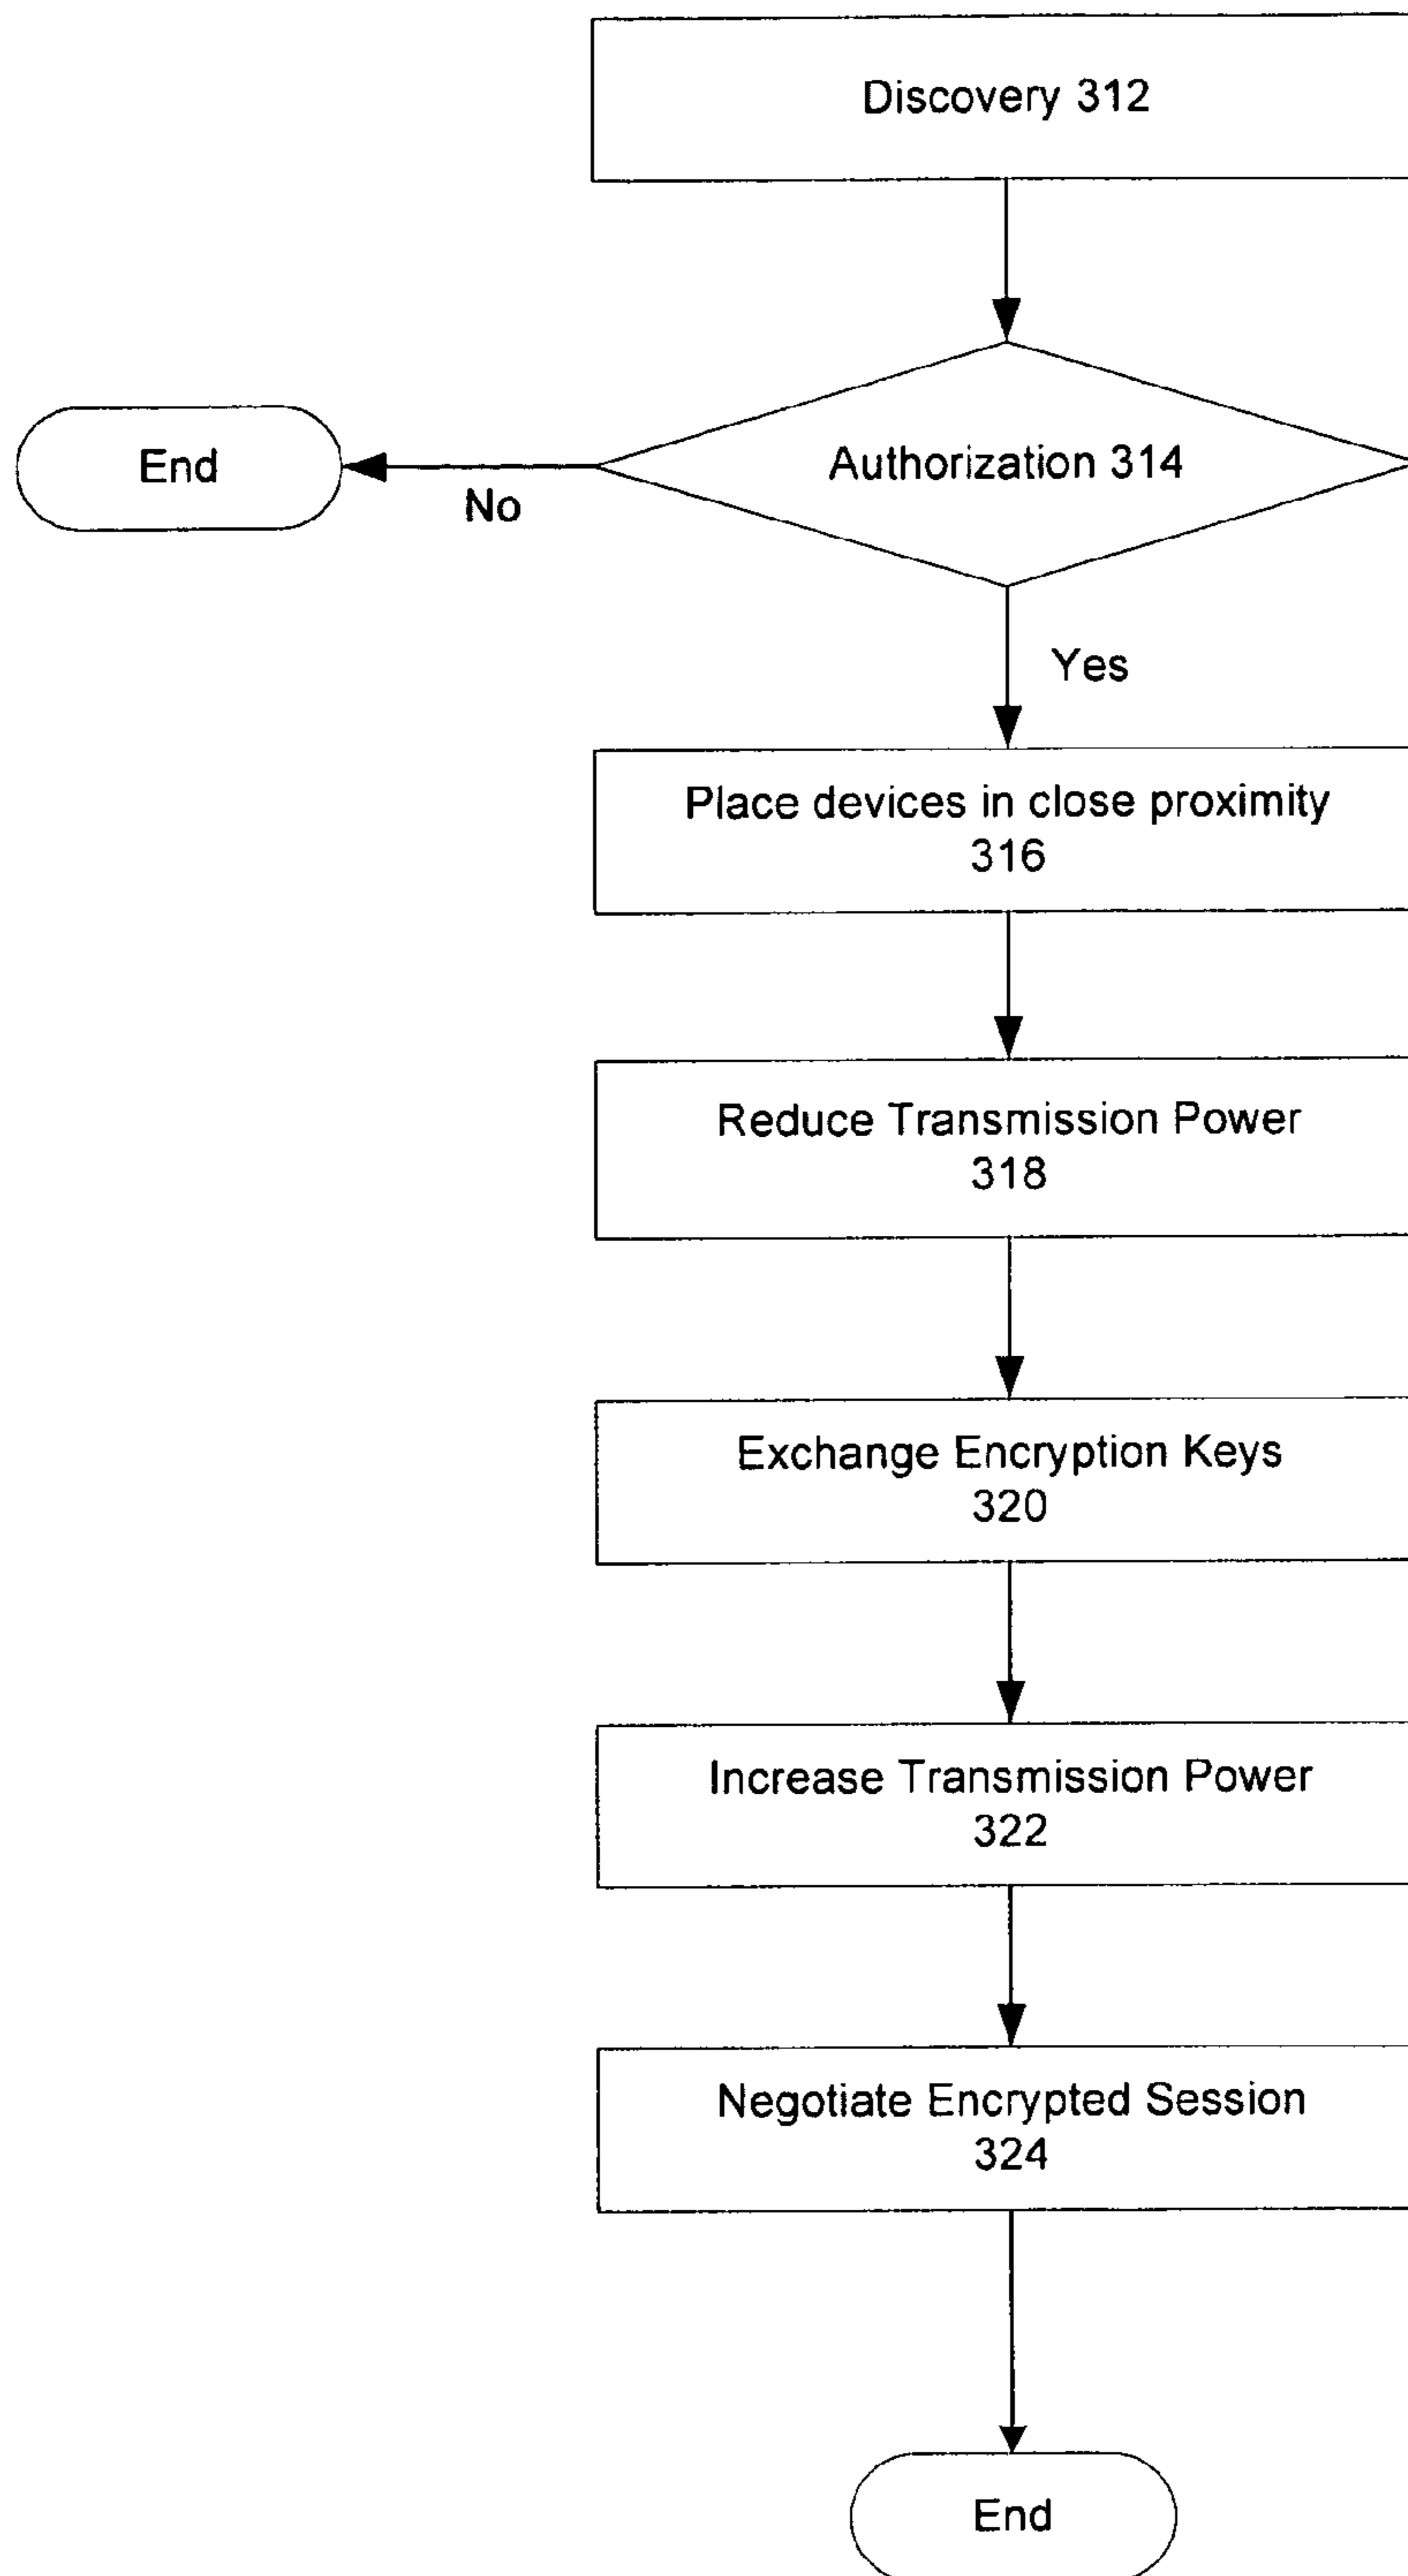 Discovery 312
Authorization 314
End
No
Yes
Place devices in close proximity
316
Reduce Transmission Power
318
Exchange Encryption Keys
320
Increase Transmission Power
322
Negotiate Encrypted Session
324
End